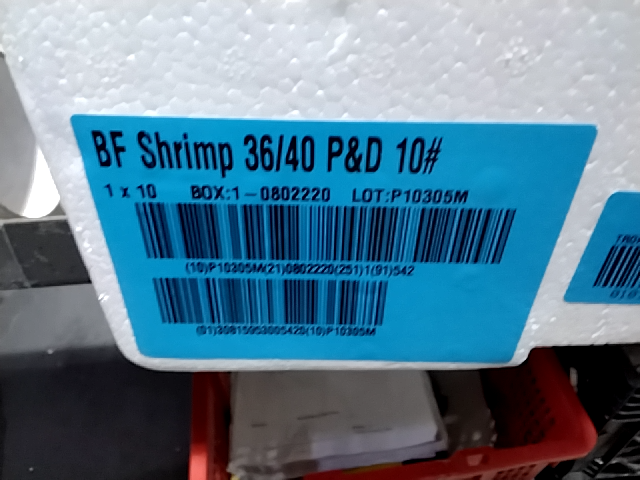 BF Shrimp 36/40 P&D 10#
1 x 10 BOX:1-0802220 LOT:P10305M
(10)P10305M(21)0802220(251)1(91)542
(01)30815953005420(10)P10305M